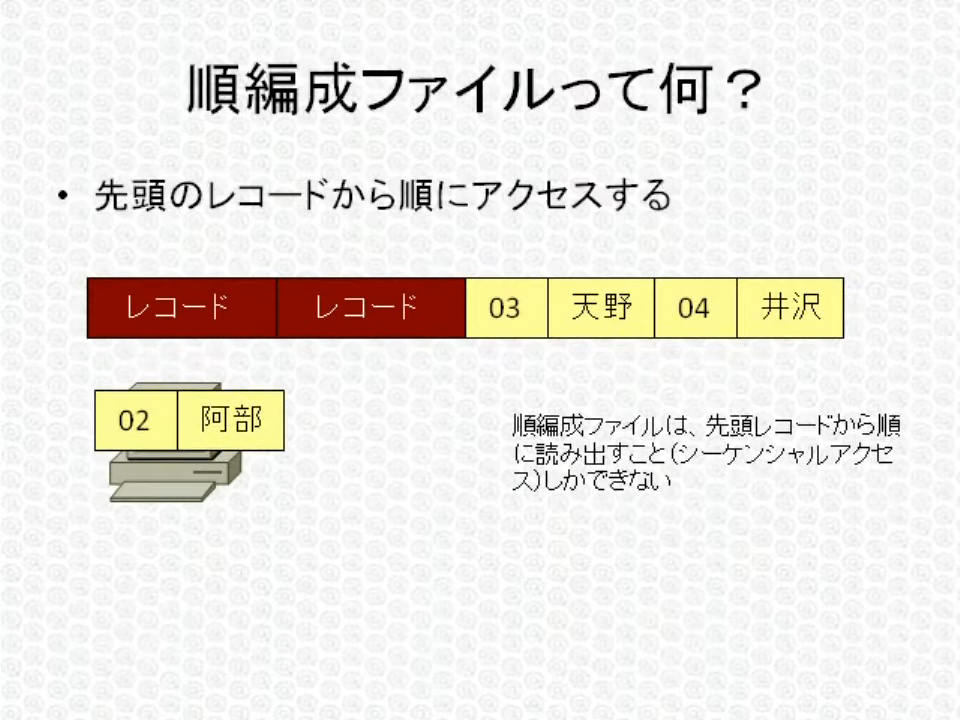 順編成ファイルって何？
・ 先頭のレコードから順にアクセスする
レコード レコード 03 天野 04 井沢
02 阿部
順編成ファイルは、先頭レコードから順
に読み出すこと（シーケンシャルアクセ
ス）しかできない